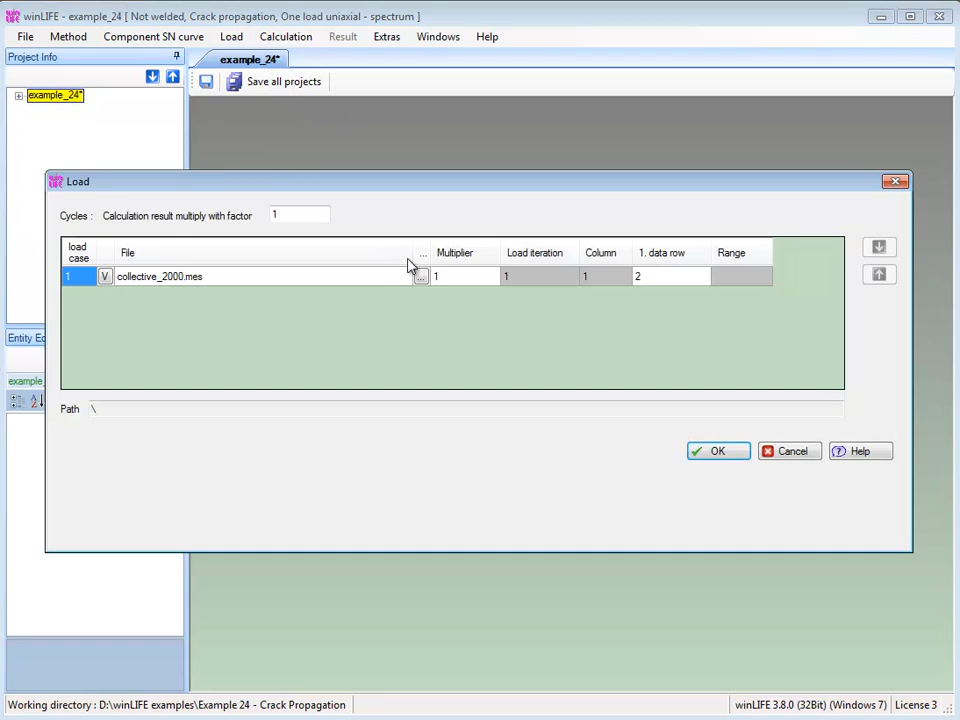 winLIFE - example_24 [ Not welded, Crack propagation, One load uniaxial - spectrum ]
File Method Component SN curve Load Calculation Result Multiply Extras Windows Help
Project Info
example_24*
Save all projects
example_24*
Load
Cycles : Calculation result multiply with factor 1
load case File ... Multiplier Load iteration Column 1. data row Range
1 V collective_2000.mes ... 1 1 1 2
Entity Ed
example_
Path \
OK Cancel Help
Working directory : D:\winLIFE examples\Example 24 - Crack Propagation
winLIFE 3.8.0 (32Bit) (Windows 7) License 3